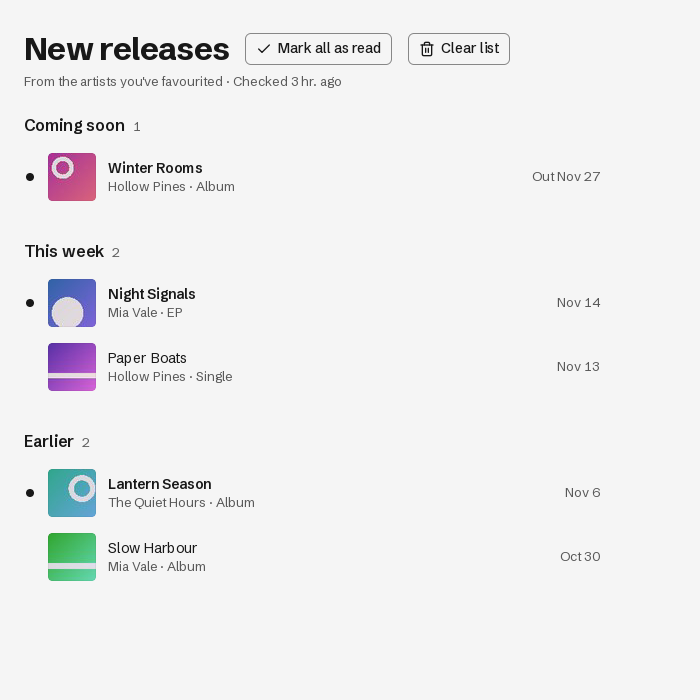 New releases
Mark all as read
Clear list
From the artists you've favourited · Checked 3 hr. ago
Coming soon 1
Winter Rooms
Hollow Pines · Album
Out Nov 27
This week 2
Night Signals
Mia Vale · EP
Nov 14
Paper Boats
Hollow Pines · Single
Nov 13
Earlier 2
Lantern Season
The Quiet Hours · Album
Nov 6
Slow Harbour
Mia Vale · Album
Oct 30